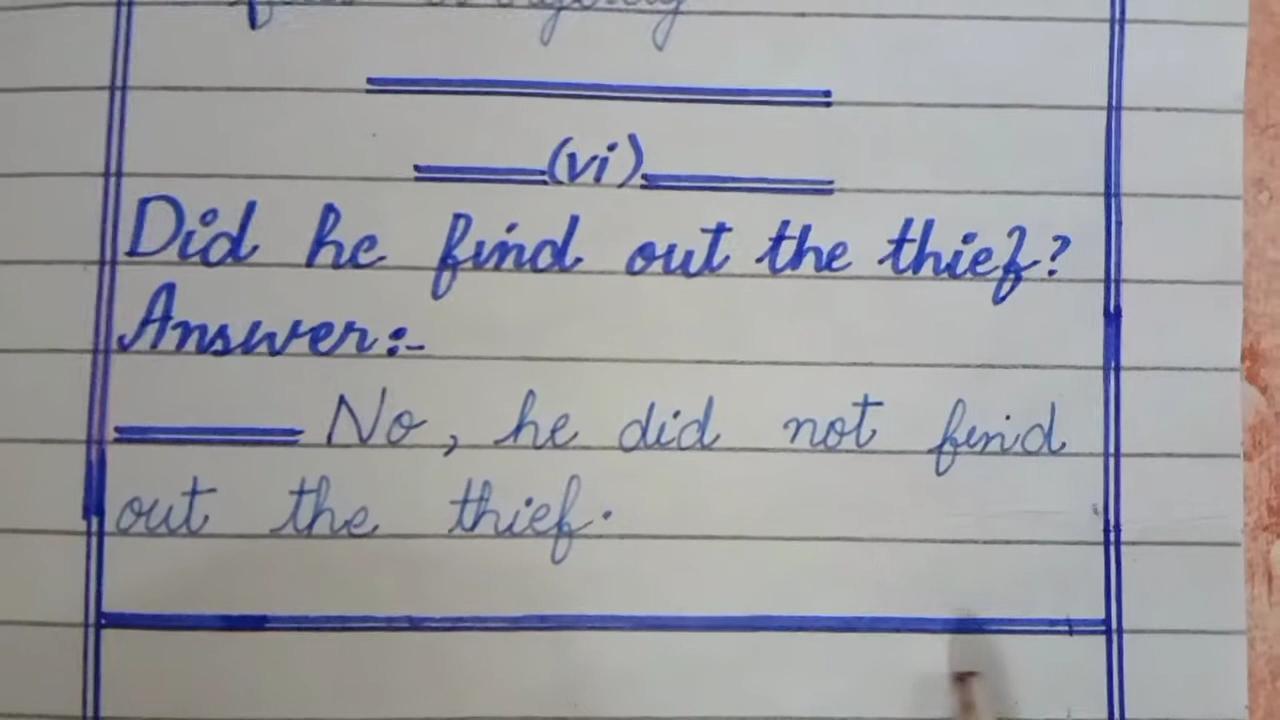 (vi)
Did he find out the thief?
Answer:-
No, he did not find
out the thief.